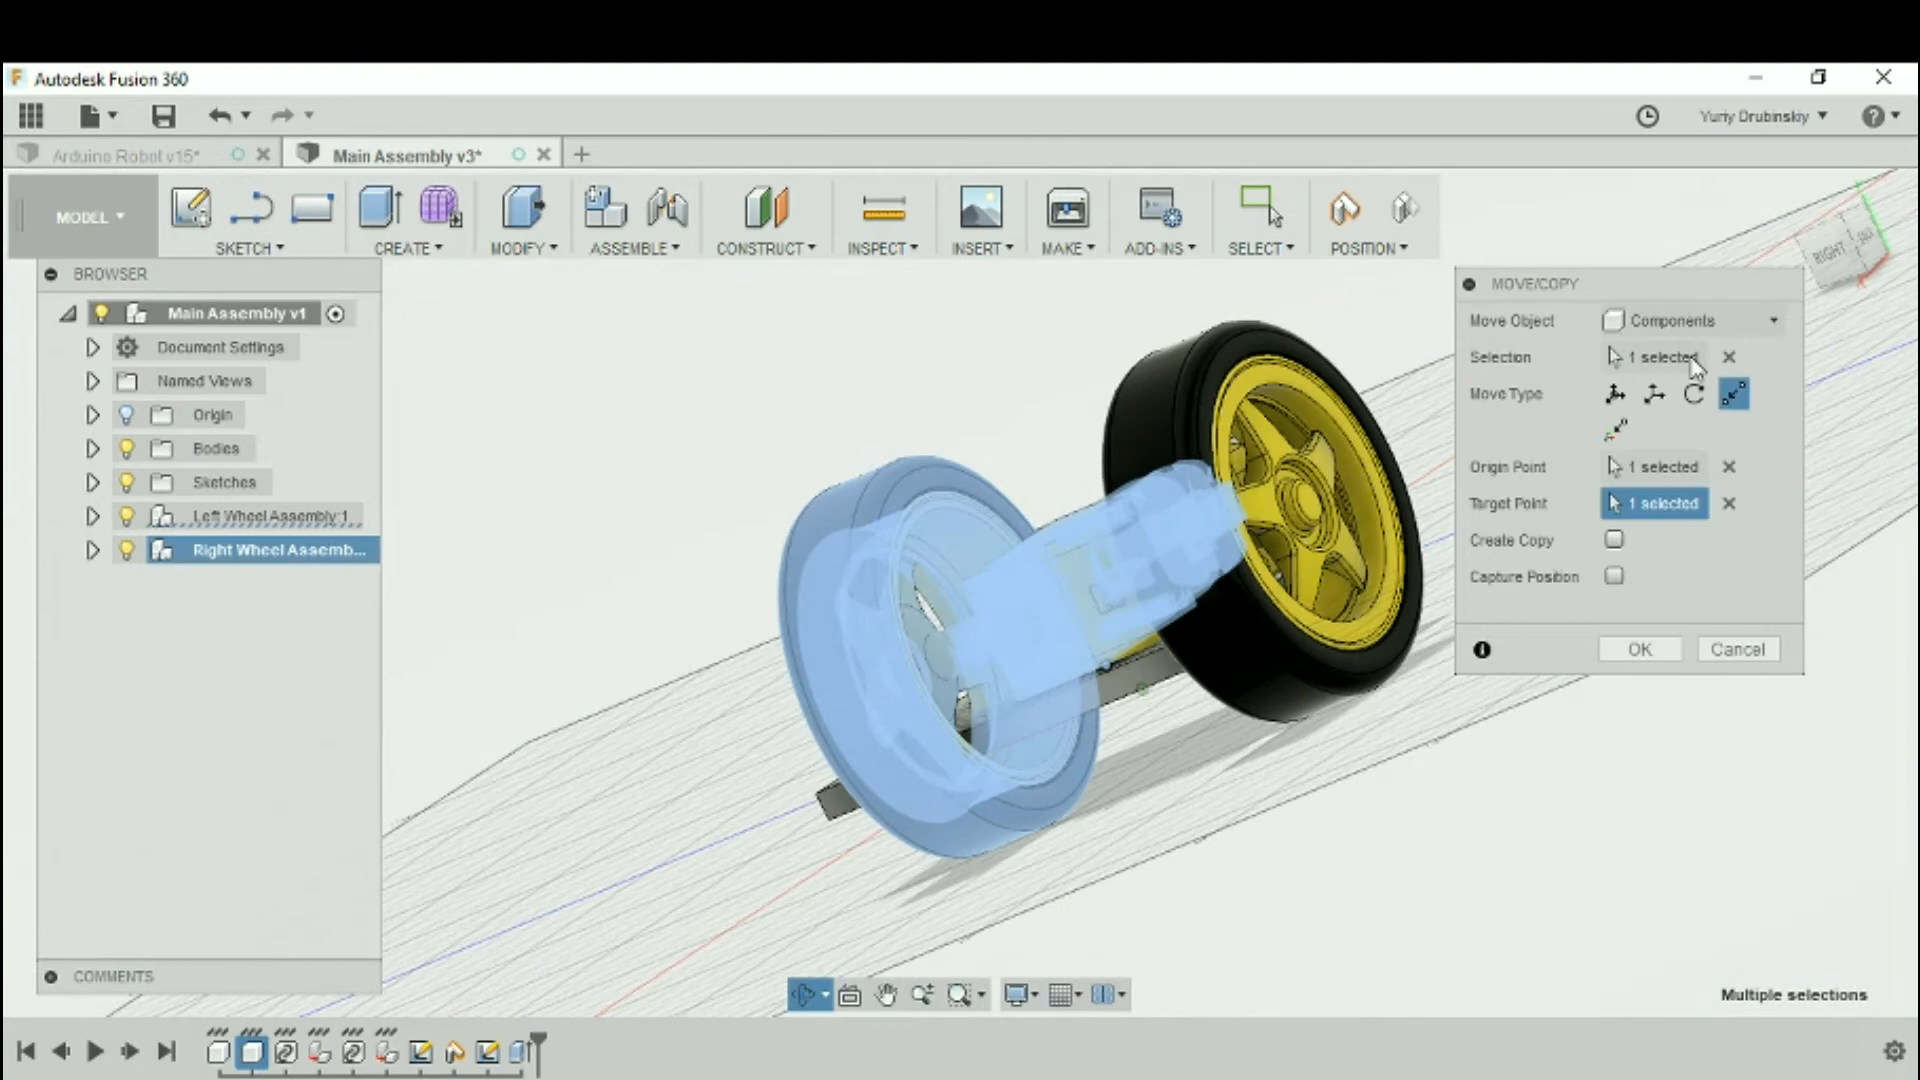 Autodesk Fusion 360
Yuriy Drubinskiy
Arduino Robot v15*
Main Assembly v3*
MODEL
SKETCH
CREATE
MODIFY
ASSEMBLE
CONSTRUCT
INSPECT
INSERT
MAKE
ADD-INS
SELECT
POSITION
RIGHT
BROWSER
Main Assembly v1
Document Settings
Named Views
Origin
Bodies
Sketches
Left Wheel Assembly:1
Right Wheel Assemb...
MOVE/COPY
Move Object
Components
Selection
1 selected
Move Type
Origin Point
1 selected
Target Point
1 selected
Create Copy
Capture Position
OK
Cancel
COMMENTS
Multiple selections